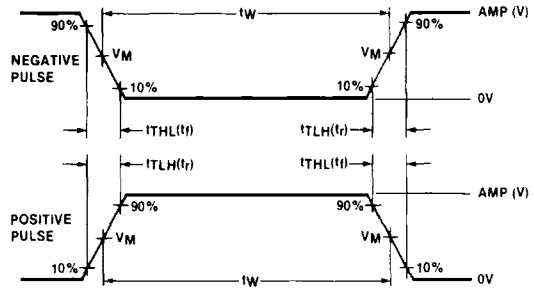 90% tW 90% AMP (V)
NEGATIVE
PULSE
VM VM
10% 10% 0V
tTHL(tf) tTLH(tr)
tTLH(tr) tTHL(tf)
AMP (V)
90% 90%
POSITIVE
PULSE
VM VM
10% 10%
tW 0V